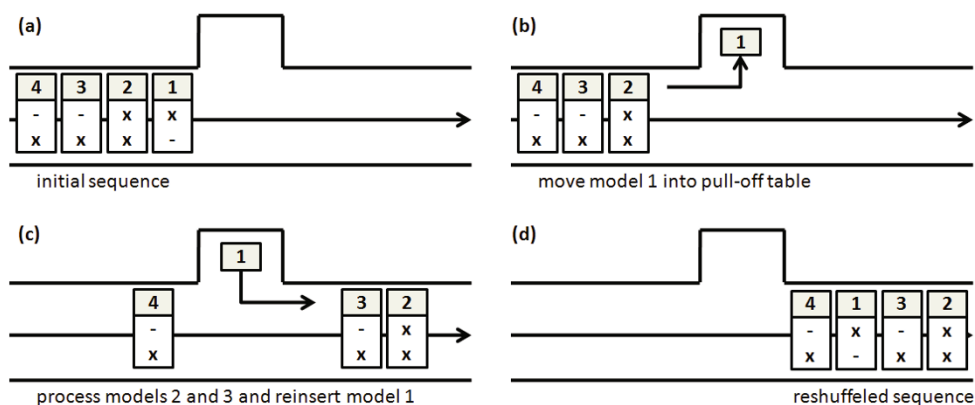 (a)
4 3 2 1
- - x x
x x x -
initial sequence
(b)
1
4 3 2
- - x
x x x
move model 1 into pull-off table
(c)
1
4 3 2
- - x
x x x
process models 2 and 3 and reinsert model 1
(d)
4 1 3 2
- x - x
x - x x
reshuffeled sequence